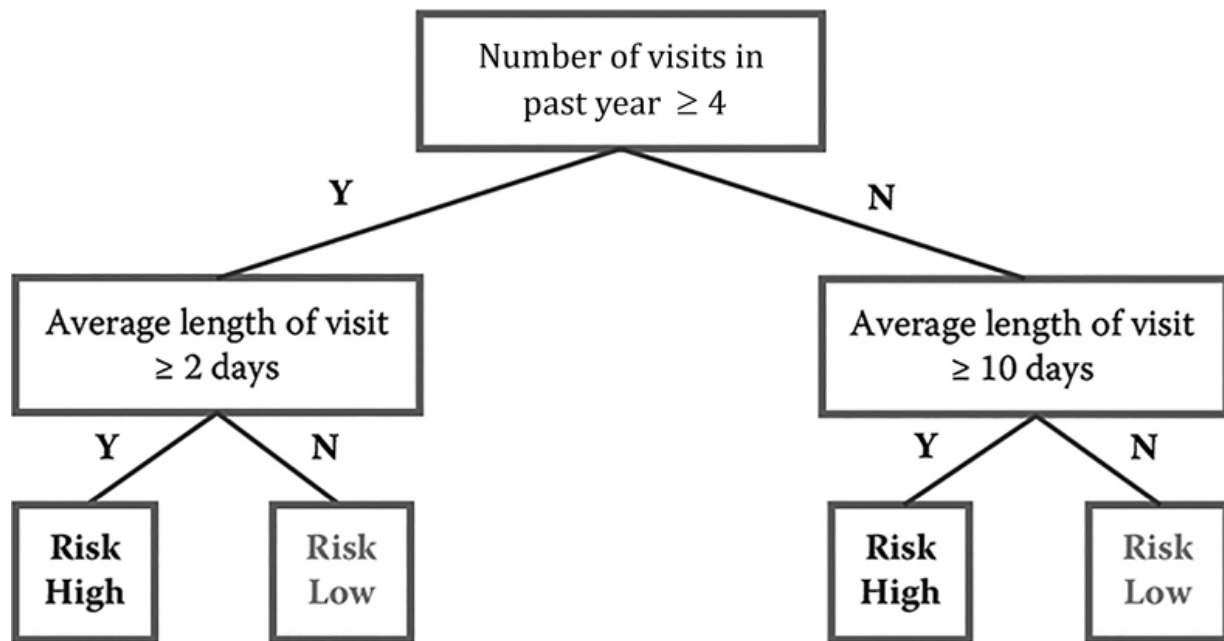 Number of visits in
past year ≥ 4
Y
N
Average length of visit
≥ 2 days
Average length of visit
≥ 10 days
Y
N
Y
N
Risk
High
Risk
Low
Risk
High
Risk
Low